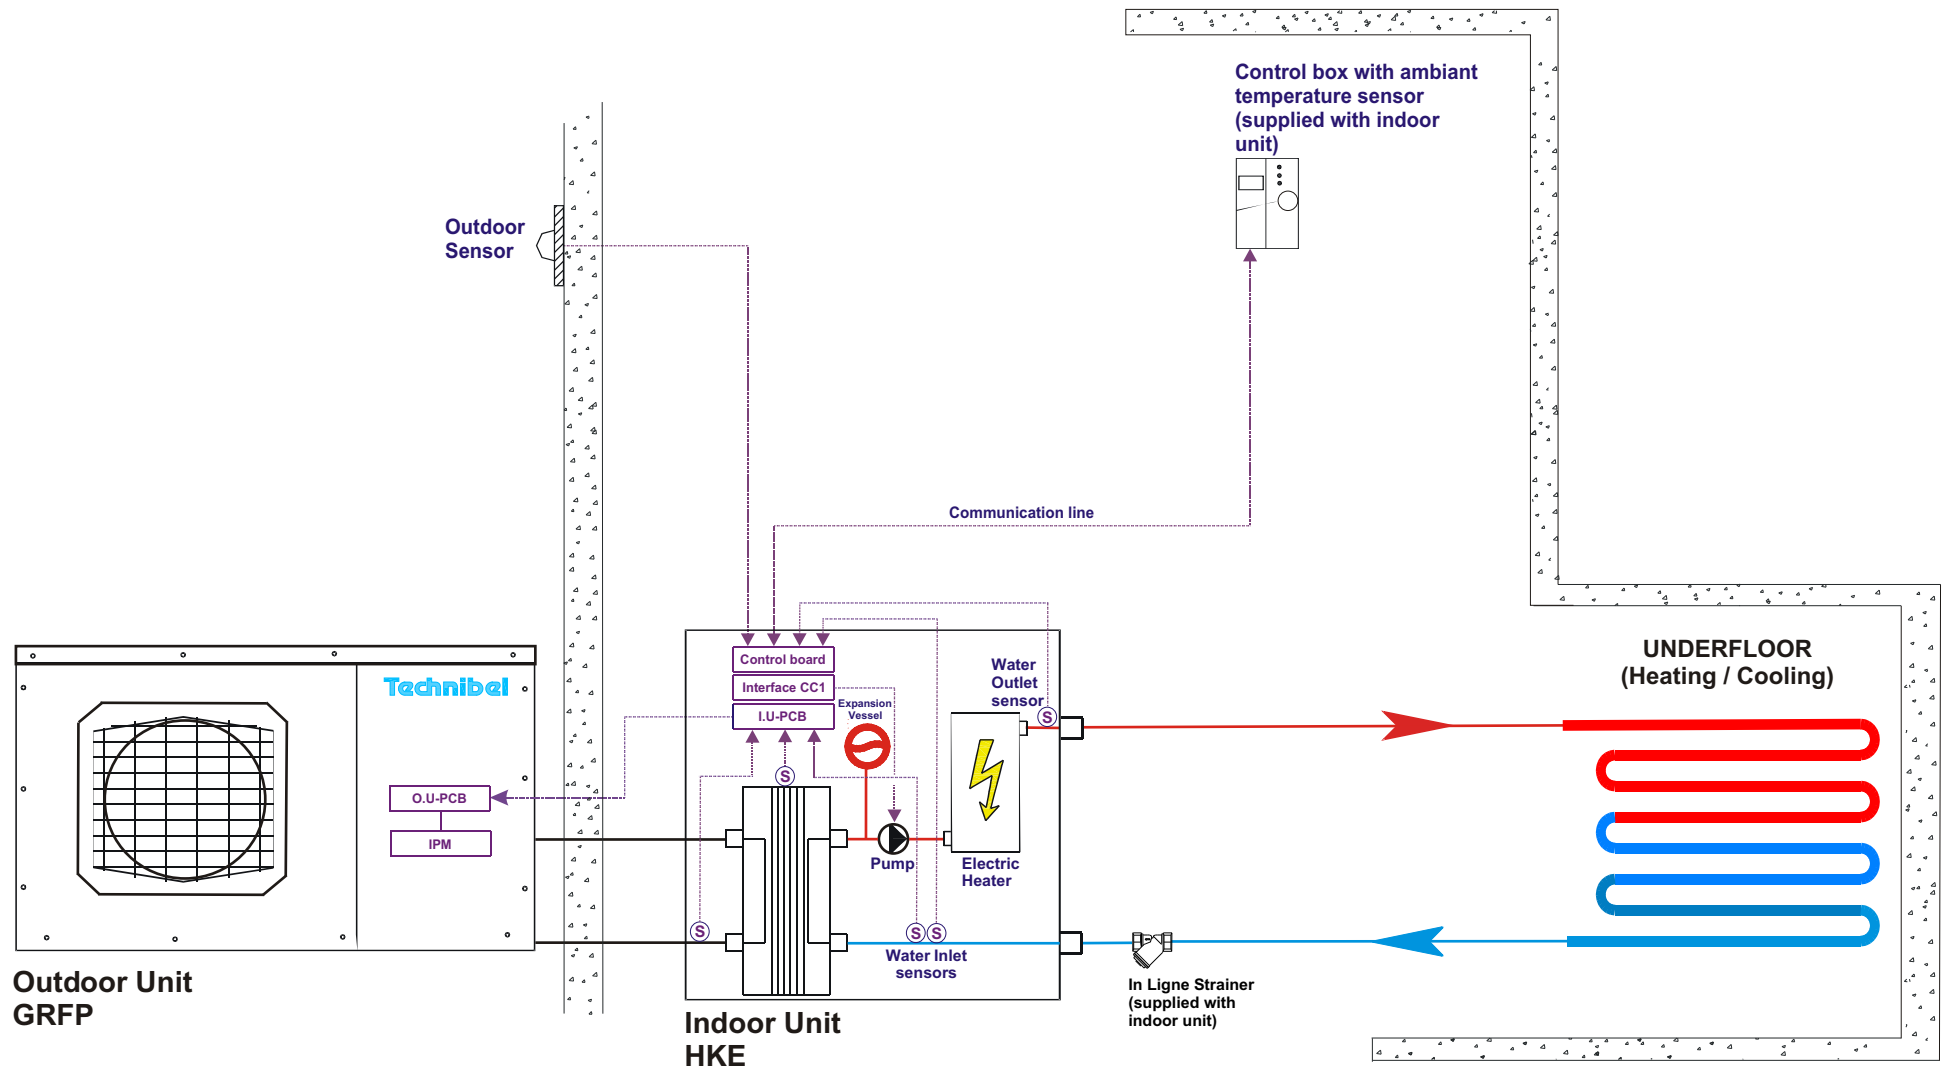 Control box with ambiant
temperature sensor
(supplied with indoor
unit)
Outdoor
Sensor
Communication line
UNDERFLOOR
(Heating / Cooling)
Technibel
O.U-PCB
IPM
Control board
Interface CC1
I.U-PCB
Expansion
Vessel
Water
Outlet
sensor
S
S
S
S
S
Pump
Electric
Heater
Water Inlet
sensors
In Ligne Strainer
(supplied with
indoor unit)
Outdoor Unit
GRFP
Indoor Unit
HKE